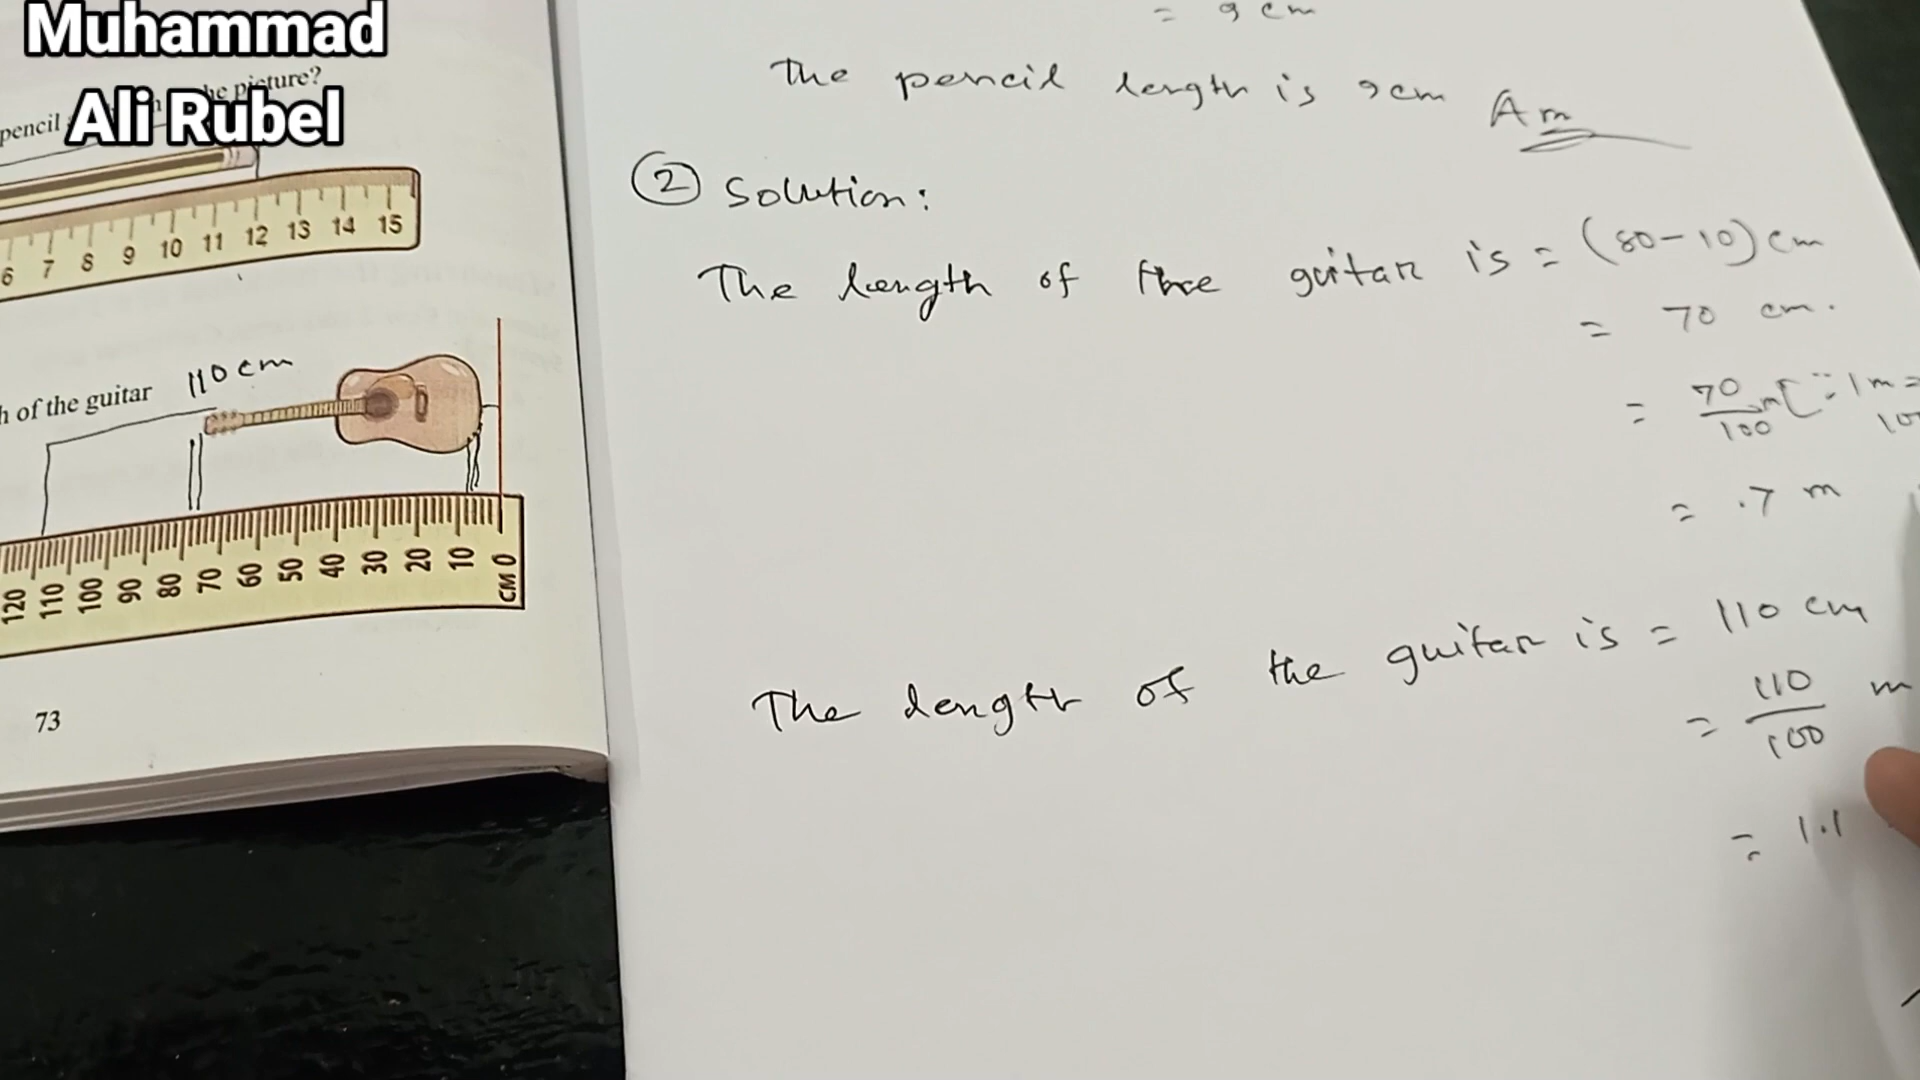 Muhammad
Ali Rubel
pencil he picture?
6 7 8 9 10 11 12 13 14 15
h of the guitar 110 cm
120 110 100 90 80 70 60 50 40 30 20 10 CM 0
73
= 9 cm
The pencil length is 9cm
② Solution:
The length of the guitar is = (80-10) cm
= 70 cm.
= 70/100 m [∵ 1m =
= .7 m
The length of the guitar is = 110 cm
= 110/100 m
= 1.1